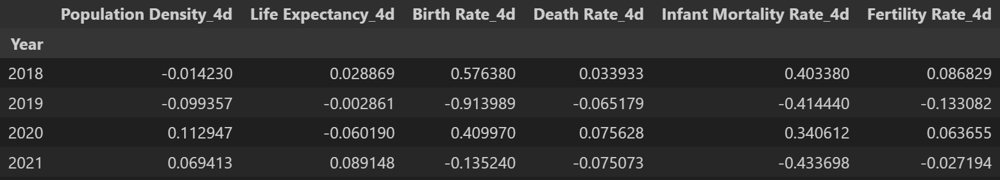 Population Density_4d Life Expectancy_4d Birth Rate_4d Death Rate_4d Infant Mortality Rate_4d Fertility Rate_4d
Year
2018 -0.014230 0.028869 0.576380 0.033933 0.403380 0.086829
2019 -0.099357 -0.002861 -0.913989 -0.065179 -0.414440 -0.133082
2020 0.112947 -0.060190 0.409970 0.075628 0.340612 0.063655
2021 0.069413 0.089148 -0.135240 -0.075073 -0.433698 -0.027194